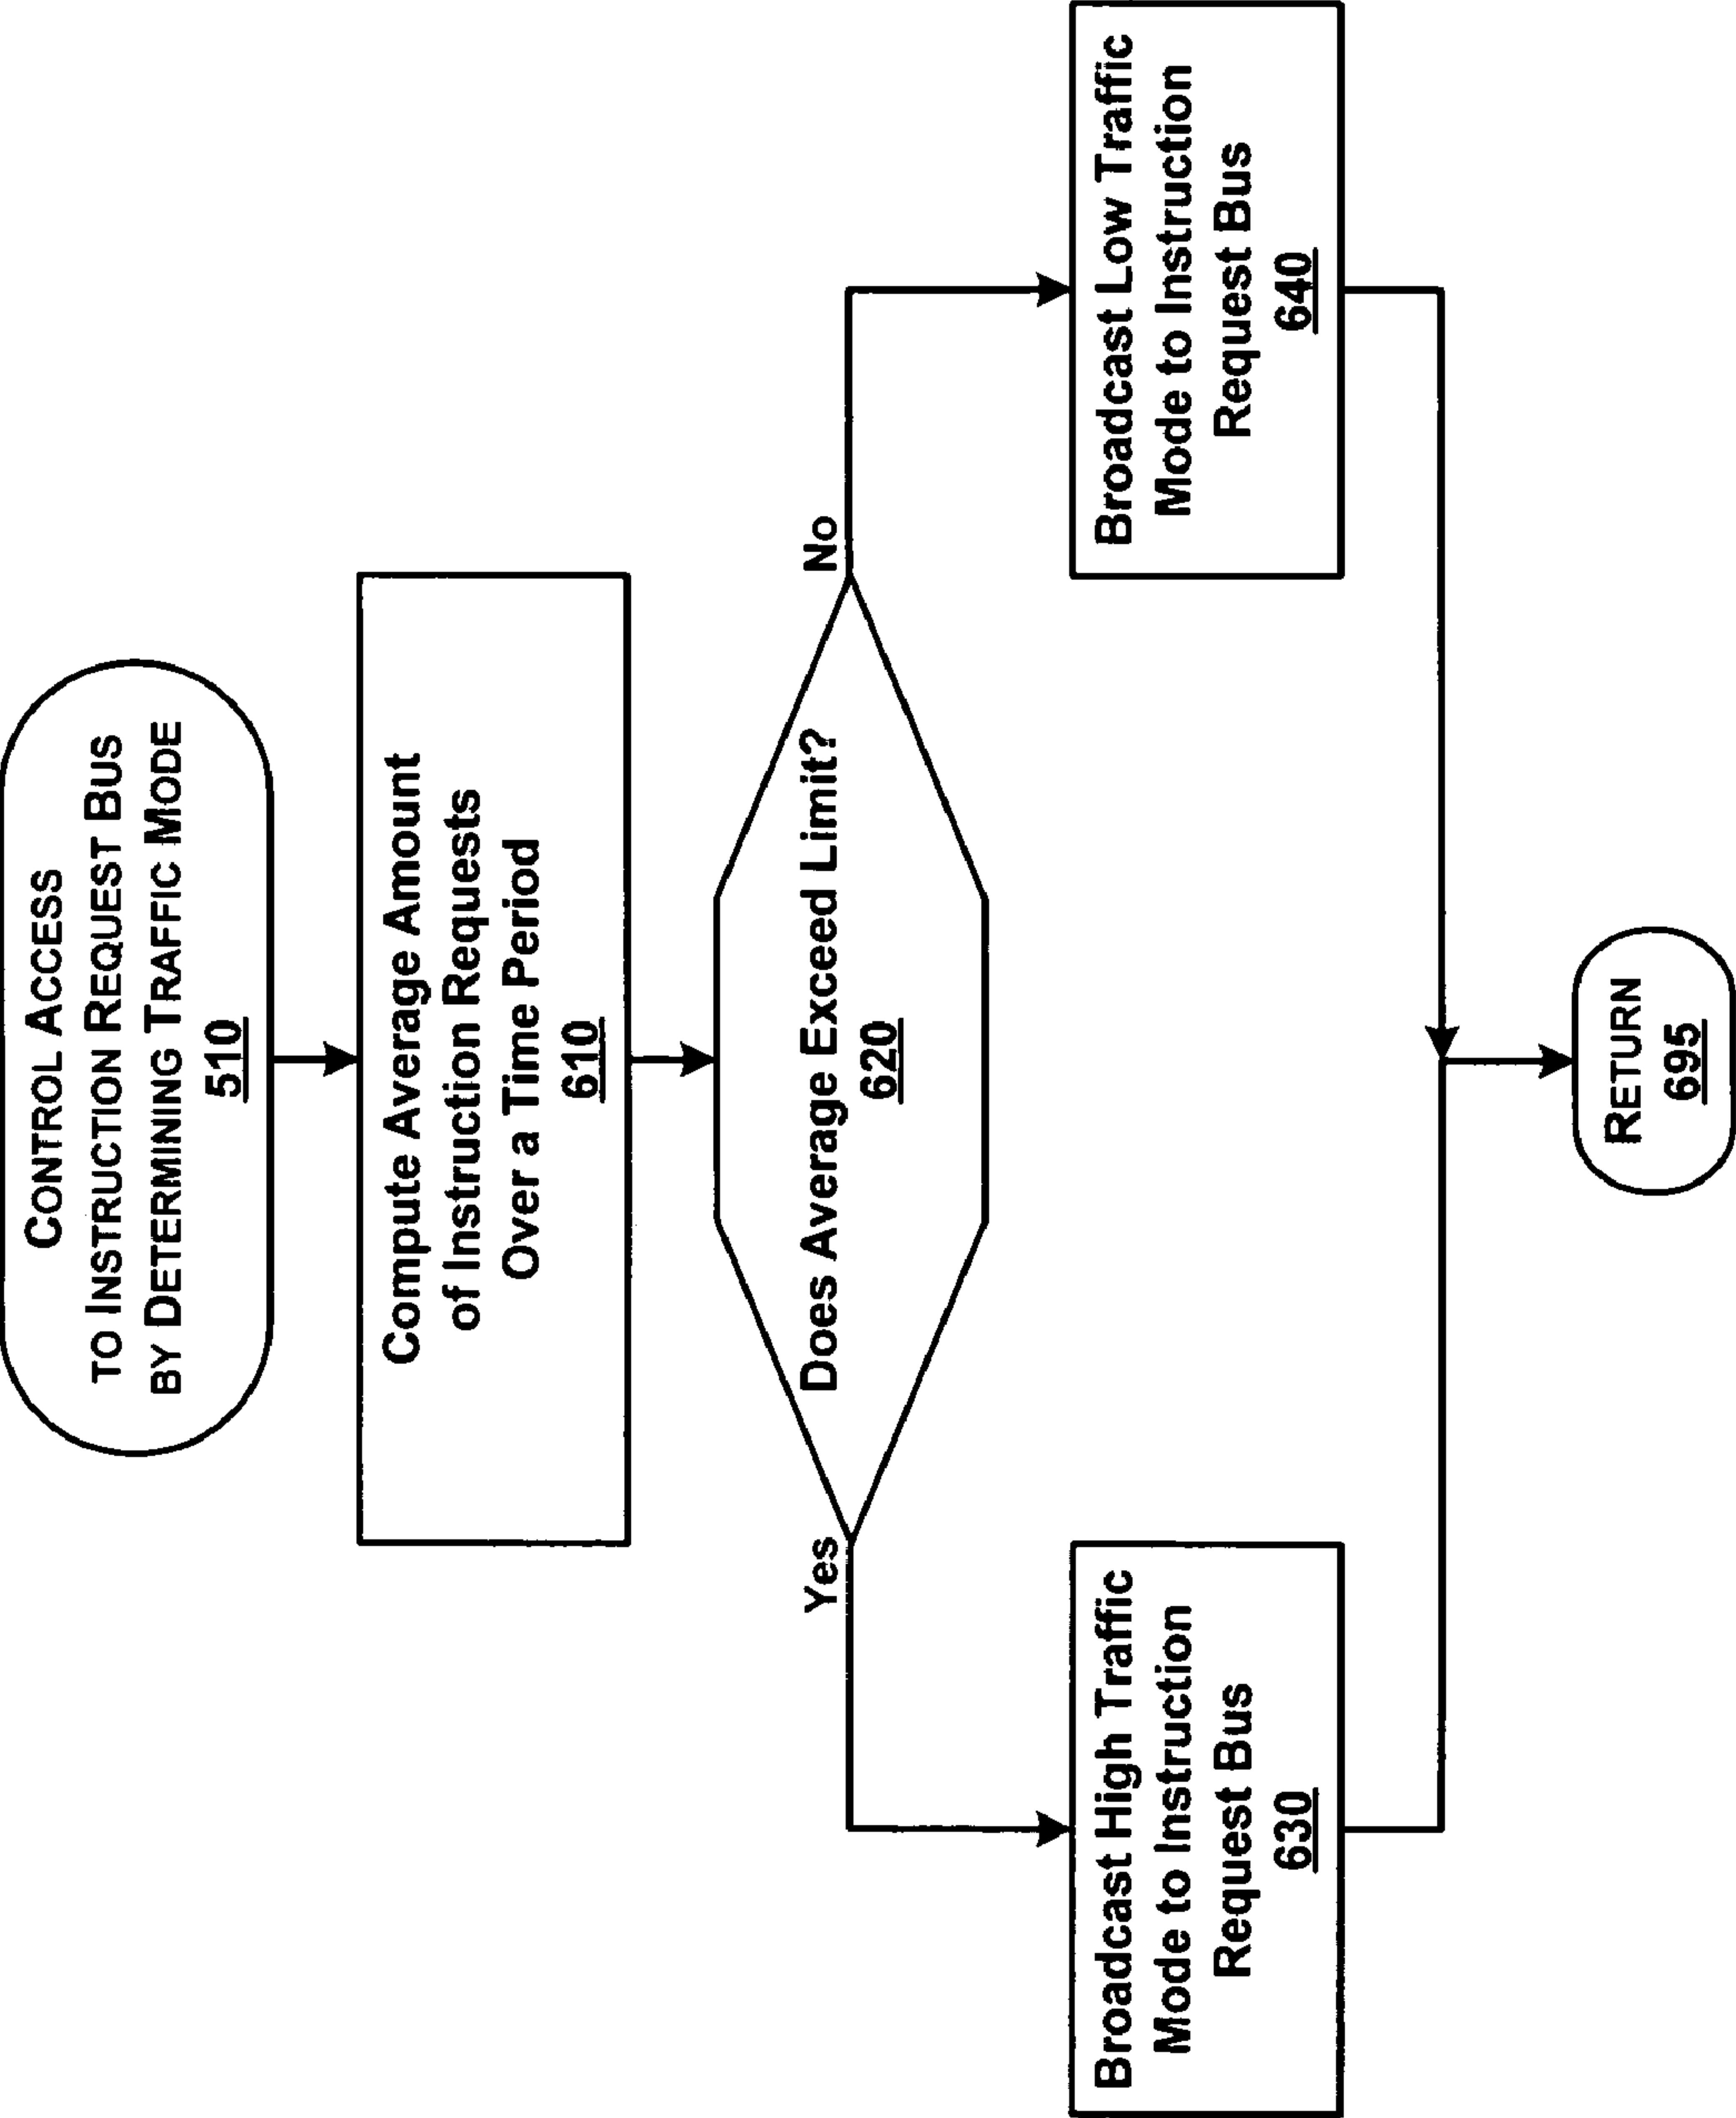 CONTROL ACCESS
TO INSTRUCTION REQUEST BUS
BY DETERMINING TRAFFIC MODE
510
Compute Average Amount
of Instruction Requests
Over a Time Period
610
Does Average Exceed Limit?
620
Yes
No
Broadcast High Traffic
Mode to Instruction
Request Bus
630
Broadcast Low Traffic
Mode to Instruction
Request Bus
640
RETURN
695